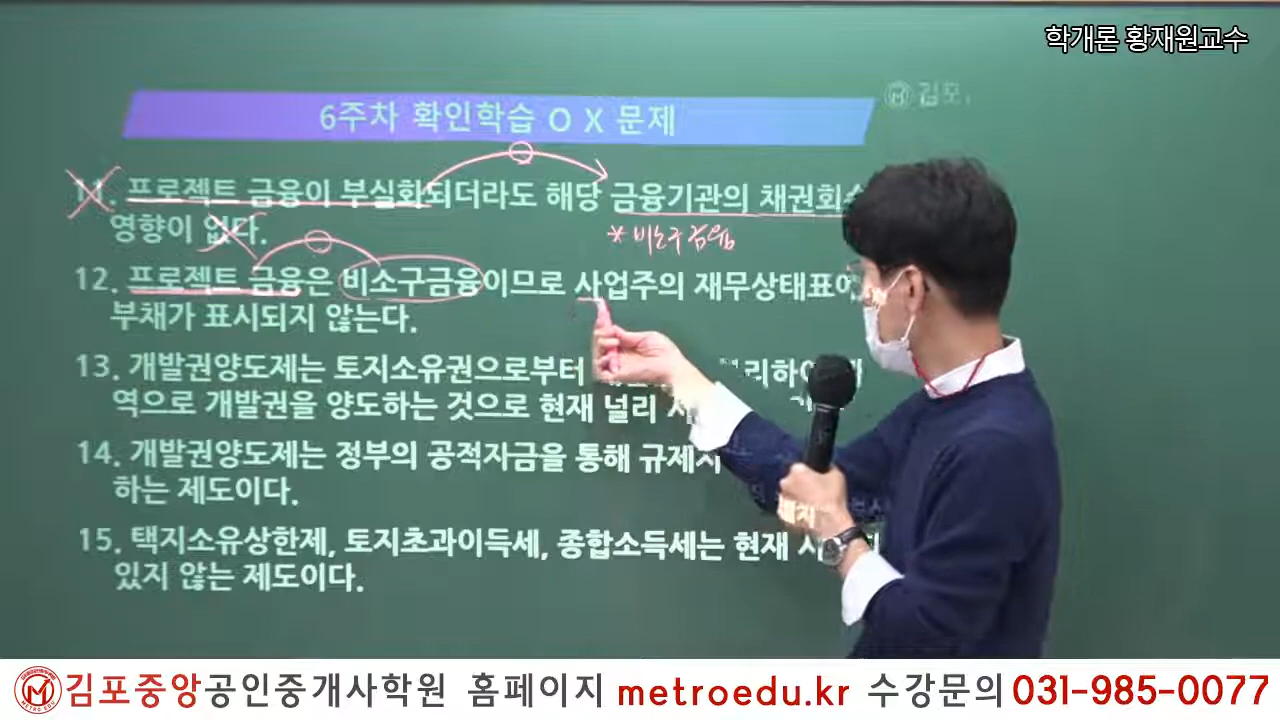 학개론 황재원교수
김포
6주차 확인학습 O X 문제
11. 프로젝트 금융이 부실화되더라도 해당 금융기관의 채권회수
영향이 없다.
* 비소구 금융
12. 프로젝트 금융은 비소구금융이므로 사업주의 재무상태표에
부채가 표시되지 않는다.
13. 개발권양도제는 토지소유권으로부터
역으로 개발권을 양도하는 것으로 현재 널리
14. 개발권양도제는 정부의 공적자금을 통해 규제지
하는 제도이다.
15. 택지소유상한제, 토지초과이득세, 종합소득세는 현재
있지 않는 제도이다.
METRO EDU
김포중앙공인중개사학원 홈페이지 metroedu.kr 수강문의 031-985-0077